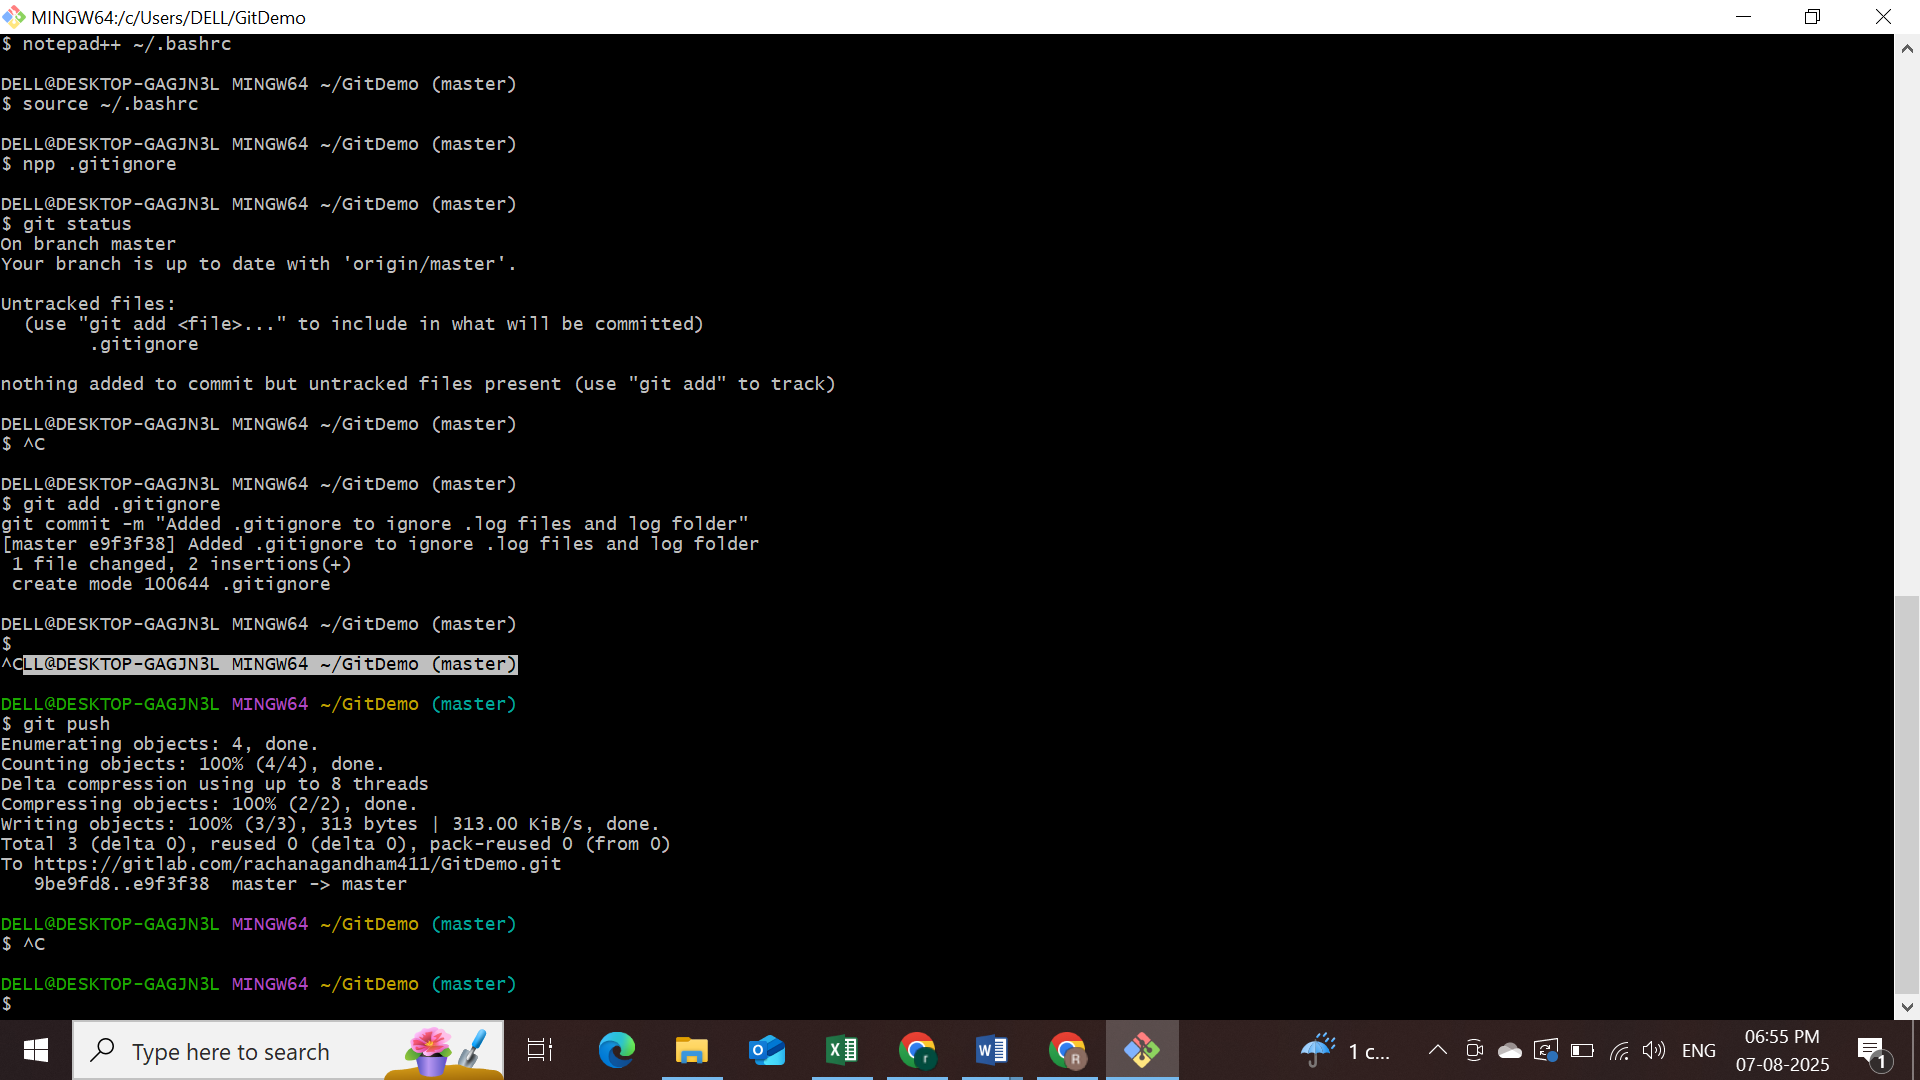 MINGW64:/c/Users/DELL/GitDemo
$ notepad++ ~/.bashrc
DELL@DESKTOP-GAGJN3L MINGW64 ~/GitDemo (master)
$ source ~/.bashrc
DELL@DESKTOP-GAGJN3L MINGW64 ~/GitDemo (master)
$ npp .gitignore
DELL@DESKTOP-GAGJN3L MINGW64 ~/GitDemo (master)
$ git status
On branch master
Your branch is up to date with 'origin/master'.
Untracked files:
(use "git add <file>..." to include in what will be committed)
.gitignore
nothing added to commit but untracked files present (use "git add" to track)
DELL@DESKTOP-GAGJN3L MINGW64 ~/GitDemo (master)
$ ^C
DELL@DESKTOP-GAGJN3L MINGW64 ~/GitDemo (master)
$ git add .gitignore
git commit -m "Added .gitignore to ignore .log files and log folder"
[master e9f3f38] Added .gitignore to ignore .log files and log folder
1 file changed, 2 insertions(+)
create mode 100644 .gitignore
DELL@DESKTOP-GAGJN3L MINGW64 ~/GitDemo (master)
$
^CLL@DESKTOP-GAGJN3L MINGW64 ~/GitDemo (master)
DELL@DESKTOP-GAGJN3L MINGW64 ~/GitDemo (master)
$ git push
Enumerating objects: 4, done.
Counting objects: 100% (4/4), done.
Delta compression using up to 8 threads
Compressing objects: 100% (2/2), done.
Writing objects: 100% (3/3), 313 bytes | 313.00 KiB/s, done.
Total 3 (delta 0), reused 0 (delta 0), pack-reused 0 (from 0)
To https://gitlab.com/rachanagandham411/GitDemo.git
9be9fd8..e9f3f38  master -> master
DELL@DESKTOP-GAGJN3L MINGW64 ~/GitDemo (master)
$ ^C
DELL@DESKTOP-GAGJN3L MINGW64 ~/GitDemo (master)
$
Type here to search
1 c...
ENG
06:55 PM
07-08-2025
1